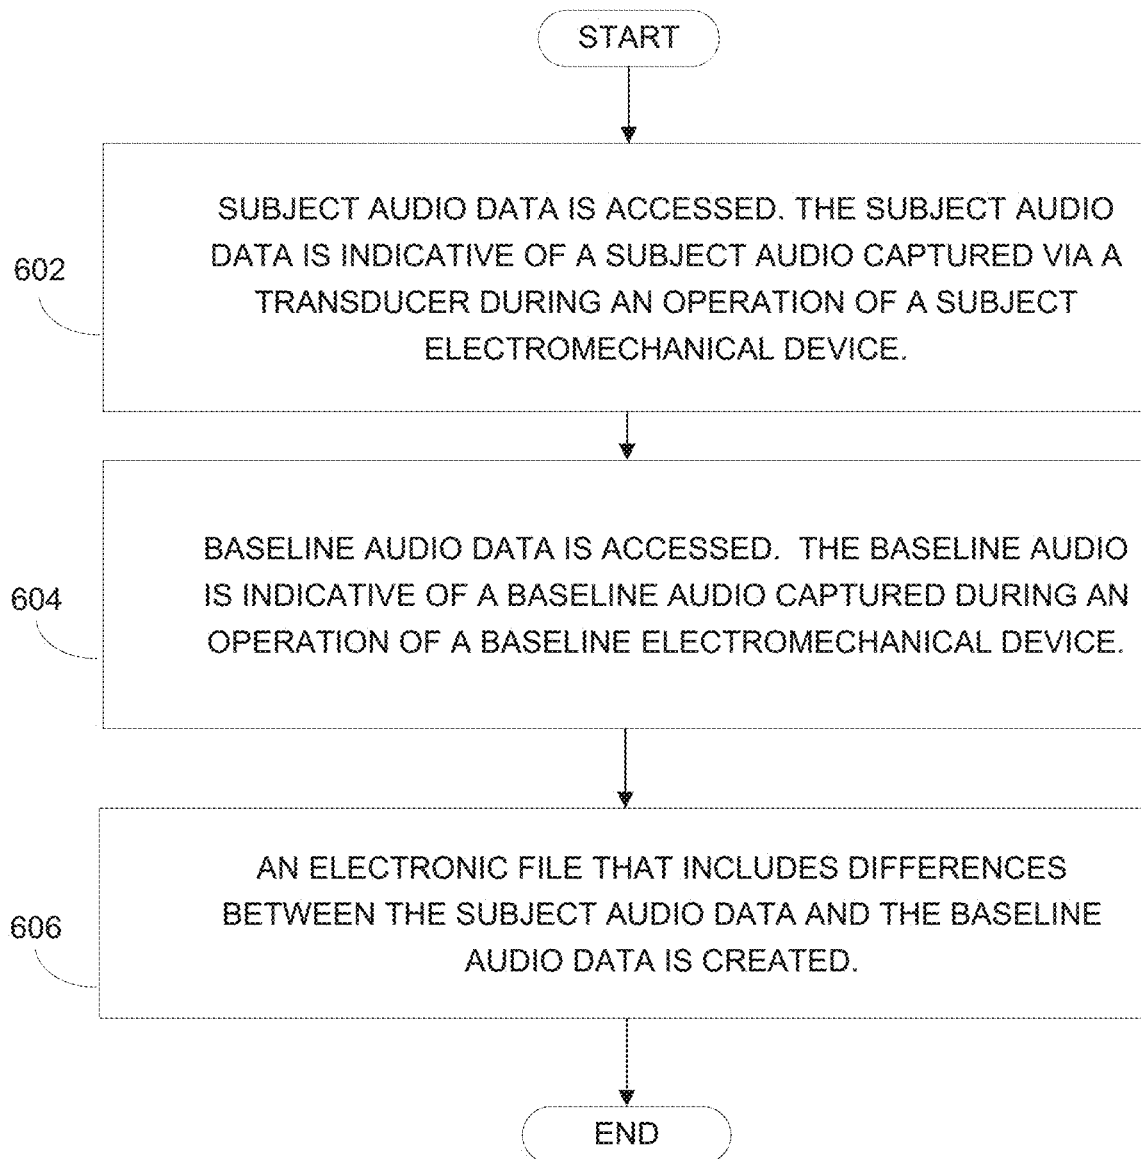 START
602
SUBJECT AUDIO DATA IS ACCESSED. THE SUBJECT AUDIO
DATA IS INDICATIVE OF A SUBJECT AUDIO CAPTURED VIA A
TRANSDUCER DURING AN OPERATION OF A SUBJECT
ELECTROMECHANICAL DEVICE.
604
BASELINE AUDIO DATA IS ACCESSED. THE BASELINE AUDIO
IS INDICATIVE OF A BASELINE AUDIO CAPTURED DURING AN
OPERATION OF A BASELINE ELECTROMECHANICAL DEVICE.
606
AN ELECTRONIC FILE THAT INCLUDES DIFFERENCES
BETWEEN THE SUBJECT AUDIO DATA AND THE BASELINE
AUDIO DATA IS CREATED.
END